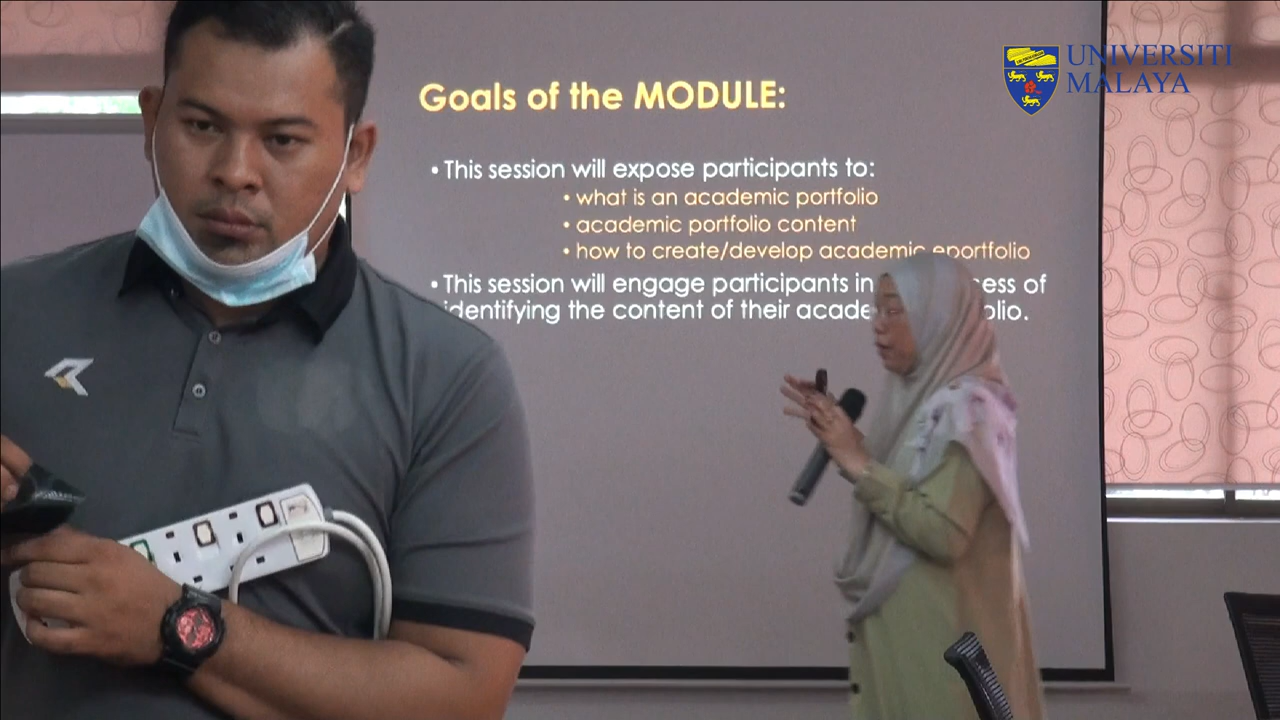 UNIVERSITI
MALAYA
Goals of the MODULE:
• This session will expose participants to:
• what is an academic portfolio
• academic portfolio content
• how to create/develop academic eportfolio
• This session will engage participants in
identifying the content of their